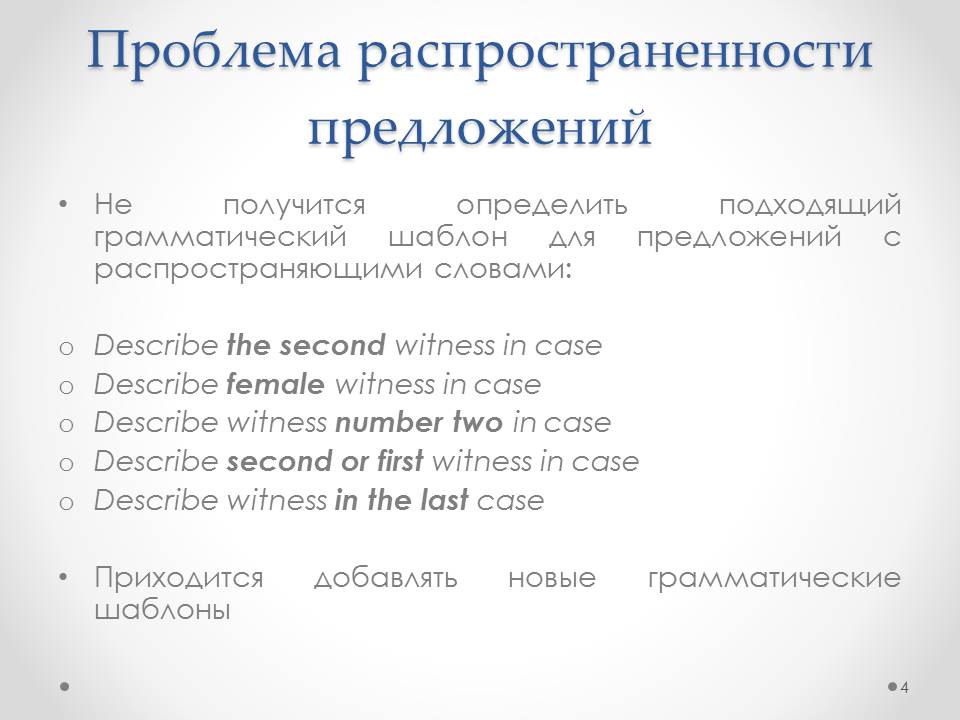 Проблема распространенности
предложений
• Не получится определить подходящий
грамматический шаблон для предложений с
распространяющими словами:
o Describe the second witness in case
o Describe female witness in case
o Describe witness number two in case
o Describe second or first witness in case
o Describe witness in the last case
• Приходится добавлять новые грамматические
шаблоны
4